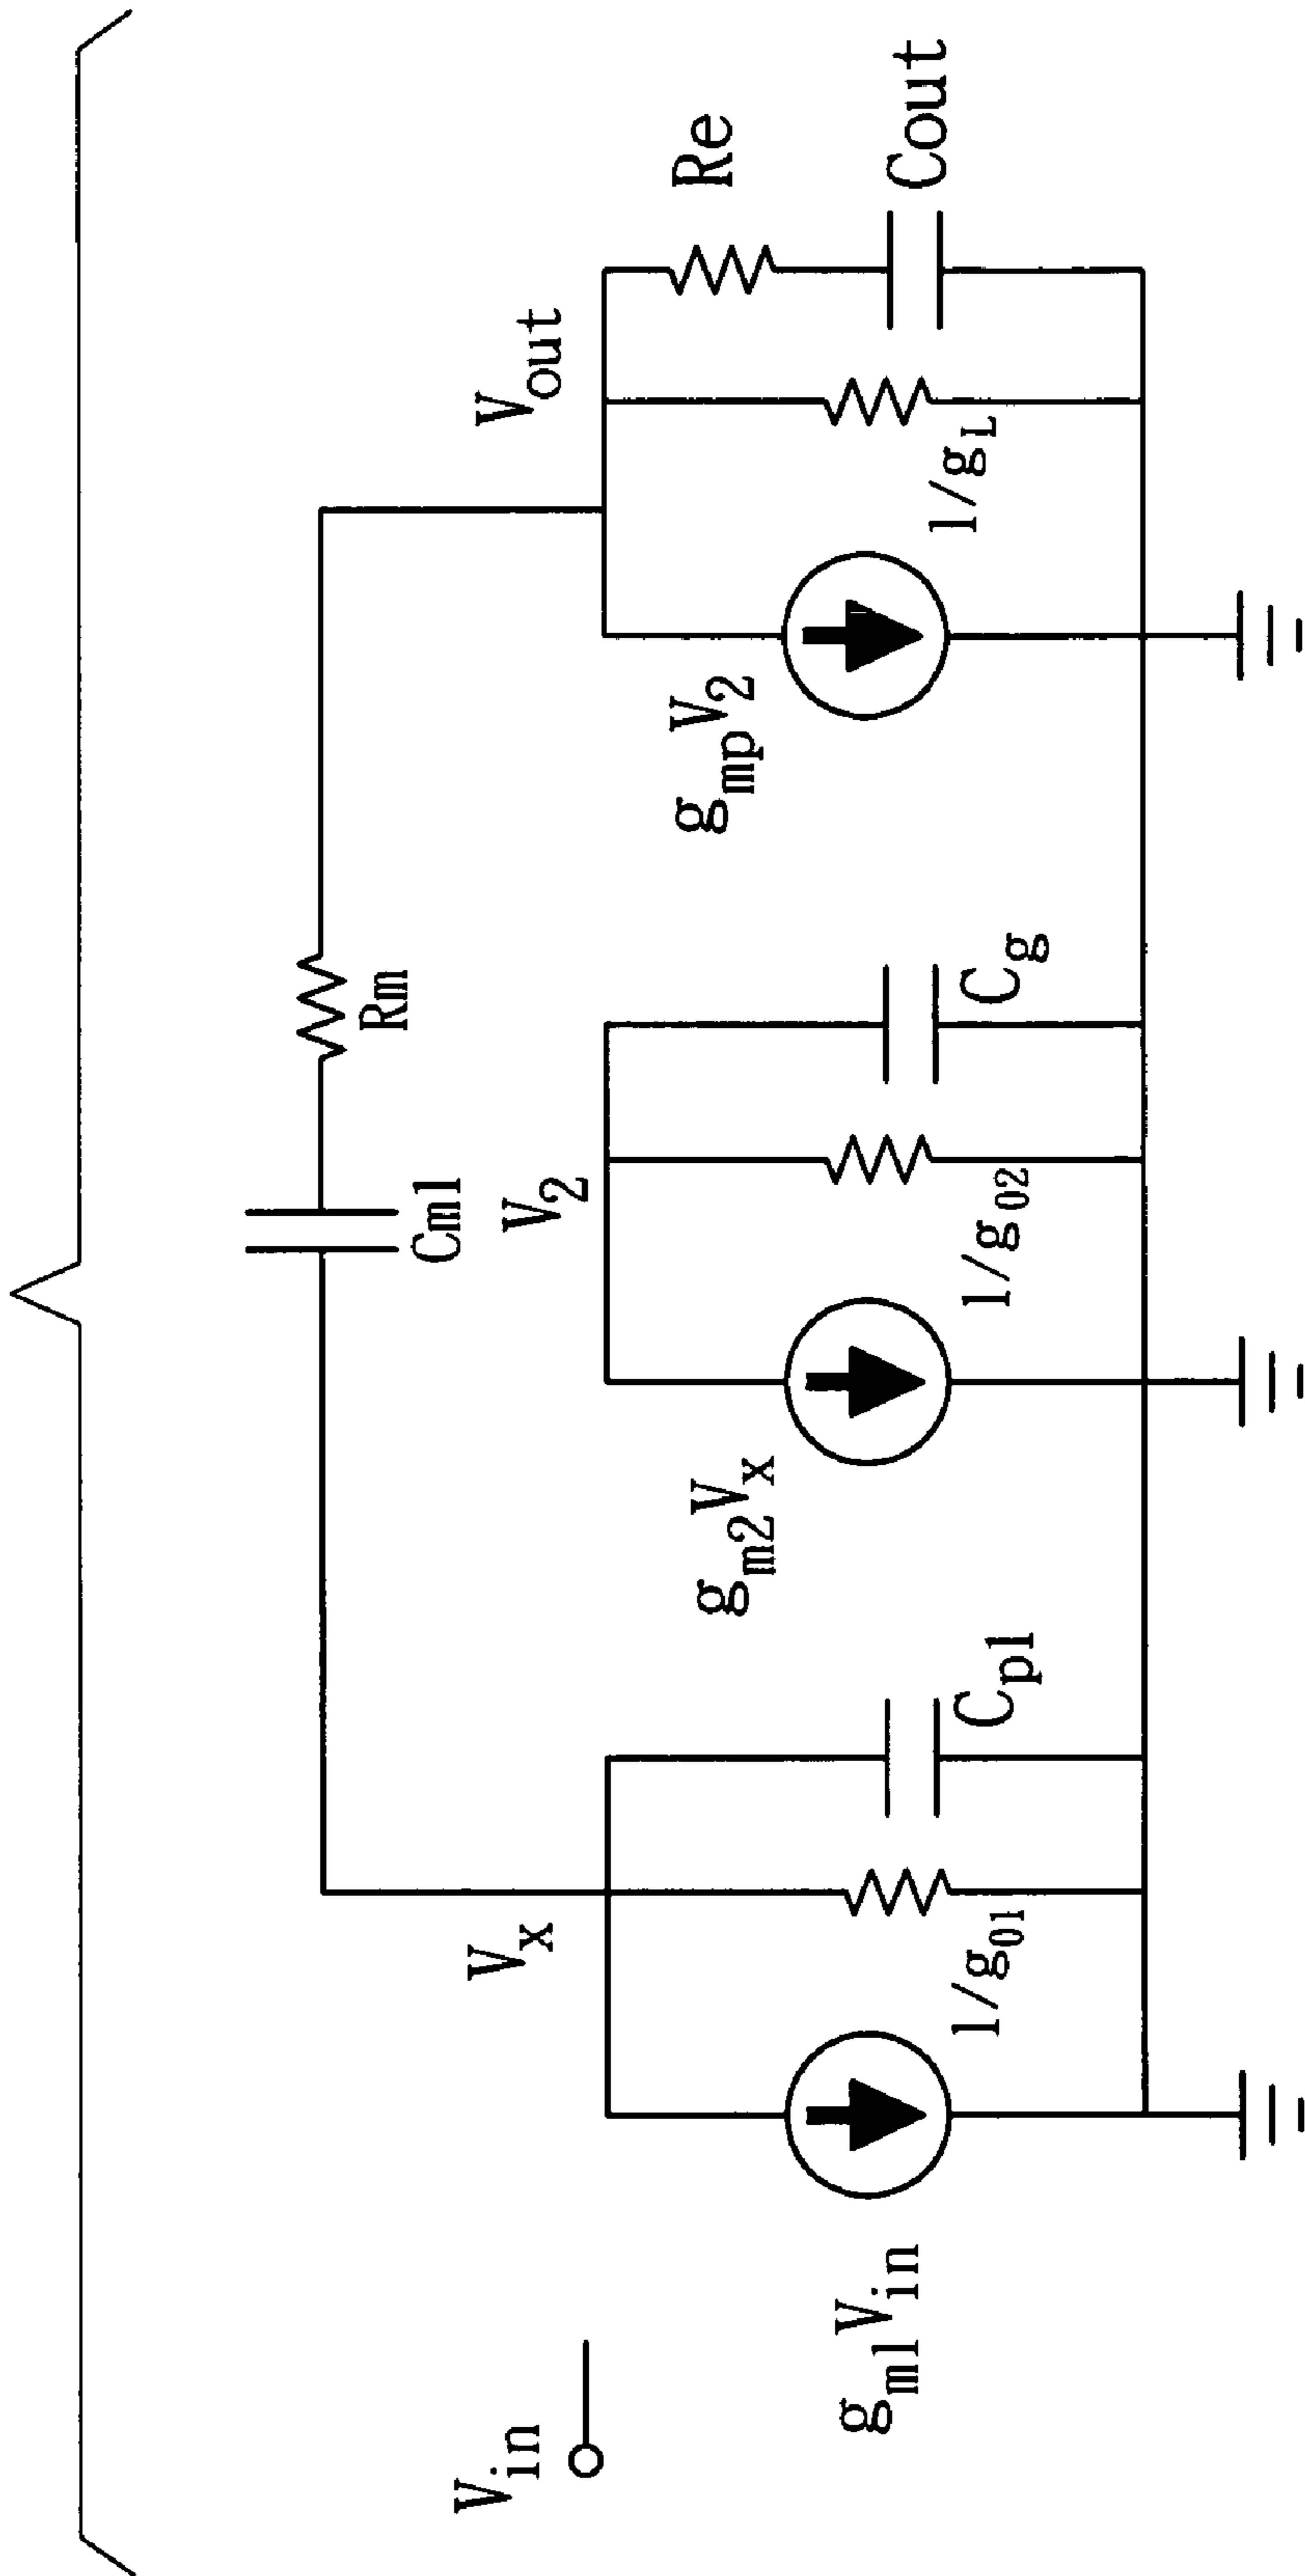 Cm1
Rm
Vin
Vx
V2
Vout
gm1Vin
1/g01
Cp1
gm2Vx
1/g02
Cg
gmpV2
1/gL
Re
Cout